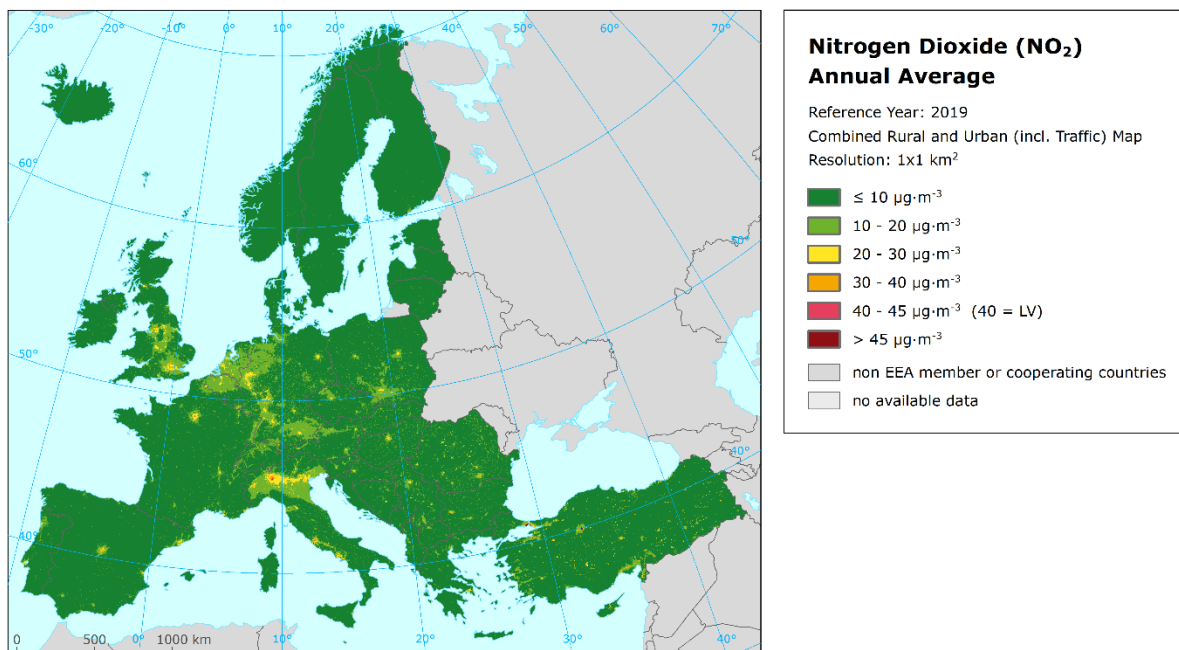 -30°
-20°
-10°
0°
10°
20°
30°
40°
50°
60°
70°
60°
50°
50°
40°
40°
0 500 1000 km
0°
10°
20°
30°
40°
Nitrogen Dioxide (NO₂)
Annual Average
Reference Year: 2019
Combined Rural and Urban (incl. Traffic) Map
Resolution: 1x1 km²
≤ 10 µg·m⁻³
10 - 20 µg·m⁻³
20 - 30 µg·m⁻³
30 - 40 µg·m⁻³
40 - 45 µg·m⁻³ (40 = LV)
> 45 µg·m⁻³
non EEA member or cooperating countries
no available data